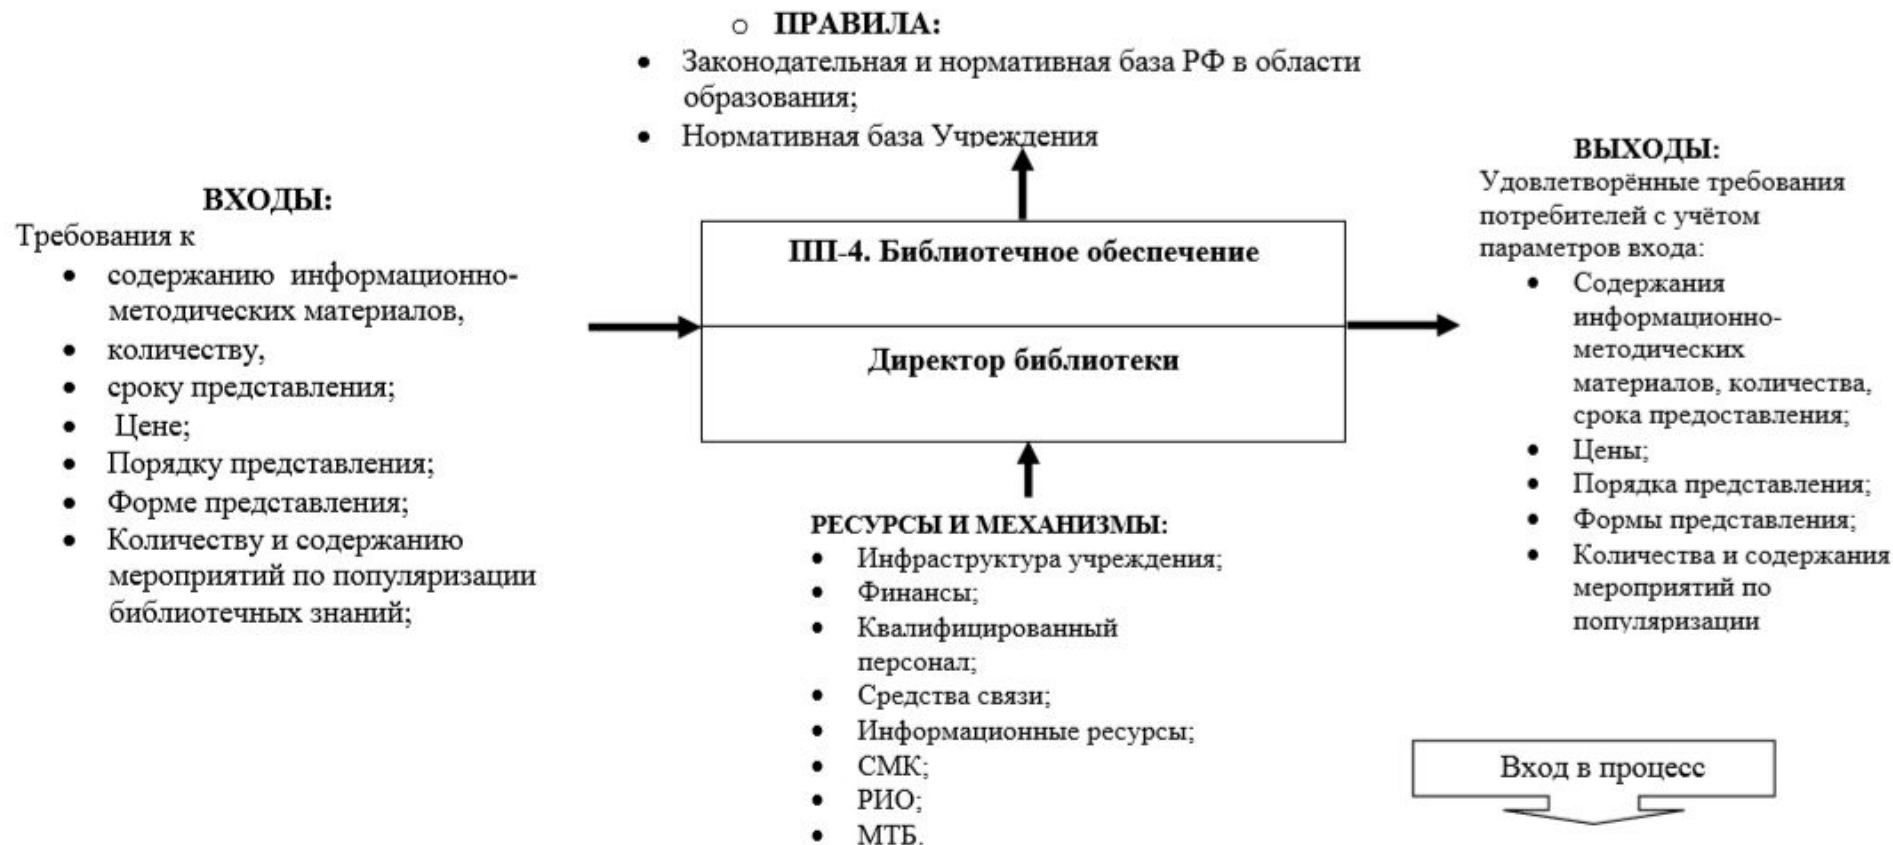 ПРАВИЛА:
Законодательная и нормативная база РФ в области
образования;
Нормативная база Учреждения
ВХОДЫ:
Требования к
содержанию информационно-
методических материалов,
количеству,
сроку представления;
Цене;
Порядку представления;
Форме представления;
Количеству и содержанию
мероприятий по популяризации
библиотечных знаний;
ПП-4. Библиотечное обеспечение
Директор библиотеки
РЕСУРСЫ И МЕХАНИЗМЫ:
Инфраструктура учреждения;
Финансы;
Квалифицированный
персонал;
Средства связи;
Информационные ресурсы;
СМК;
РИО;
МТБ.
ВЫХОДЫ:
Удовлетворённые требования
потребителей с учётом
параметров входа:
Содержания
информационно-
методических
материалов, количества,
срока предоставления;
Цены;
Порядка представления;
Формы представления;
Количества и содержания
мероприятий по
популяризации
Вход в процесс